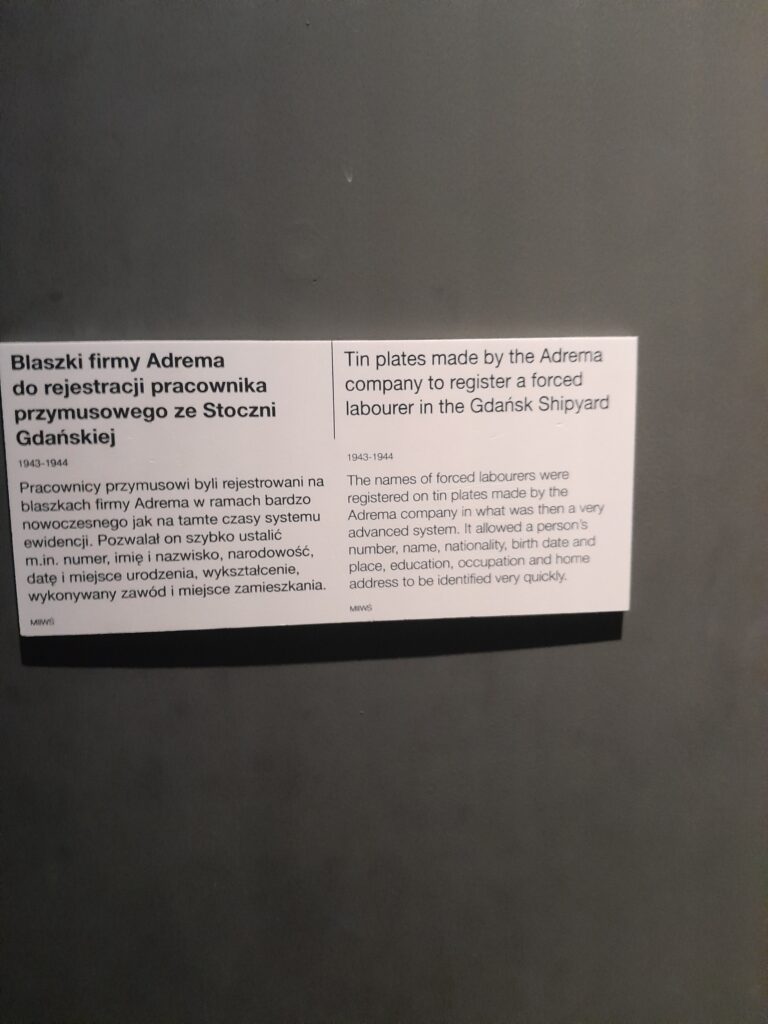 Blaszki firmy Adrema
do rejestracji pracownika
przymusowego ze Stoczni
Gdańskiej
1943-1944
Pracownicy przymusowi byli rejestrowani na
blaszkach firmy Adrema w ramach bardzo
nowoczesnego jak na tamte czasy systemu
ewidencji. Pozwalał on szybko ustalić
m.in. numer, imię i nazwisko, narodowość,
datę i miejsce urodzenia, wykształcenie,
wykonywany zawód i miejsce zamieszkania.
MIIWŚ
Tin plates made by the Adrema
company to register a forced
labourer in the Gdańsk Shipyard
1943-1944
The names of forced labourers were
registered on tin plates made by the
Adrema company in what was then a very
advanced system. It allowed a person's
number, name, nationality, birth date and
place, education, occupation and home
address to be identified very quickly.
MIIWŚ